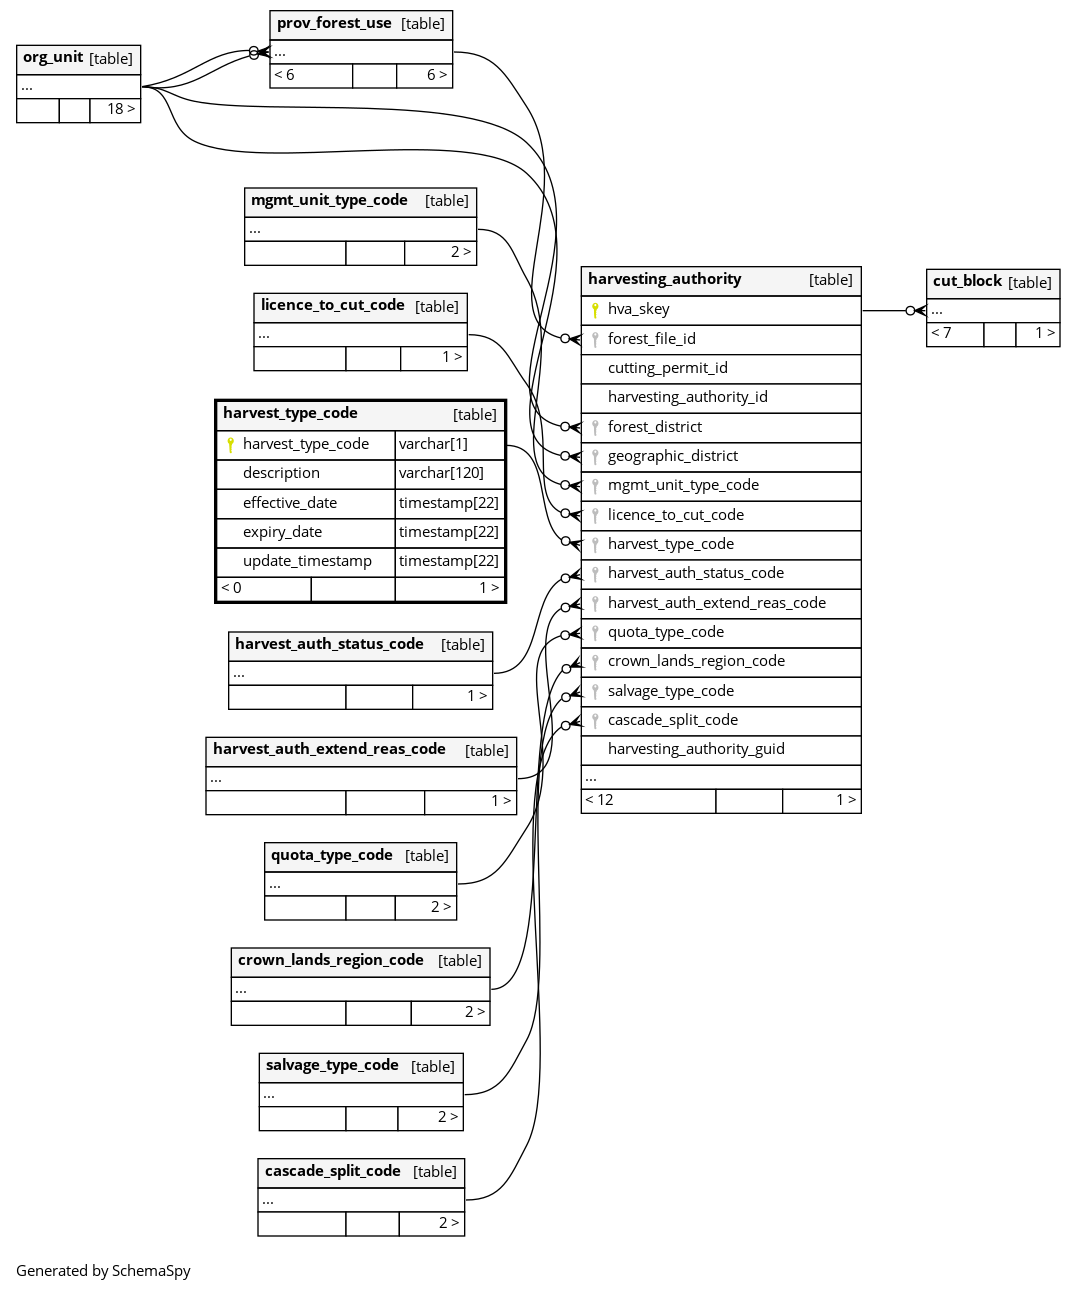 prov_forest_use [table]
...
< 6 6 >
org_unit [table]
...
18 >
mgmt_unit_type_code [table]
...
2 >
licence_to_cut_code [table]
...
1 >
harvest_type_code [table]
harvest_type_code varchar[1]
description varchar[120]
effective_date timestamp[22]
expiry_date timestamp[22]
update_timestamp timestamp[22]
< 0 1 >
harvest_auth_status_code [table]
...
1 >
harvest_auth_extend_reas_code [table]
...
1 >
quota_type_code [table]
...
2 >
crown_lands_region_code [table]
...
2 >
salvage_type_code [table]
...
2 >
cascade_split_code [table]
...
2 >
harvesting_authority [table]
hva_skey
forest_file_id
cutting_permit_id
harvesting_authority_id
forest_district
geographic_district
mgmt_unit_type_code
licence_to_cut_code
harvest_type_code
harvest_auth_status_code
harvest_auth_extend_reas_code
quota_type_code
crown_lands_region_code
salvage_type_code
cascade_split_code
harvesting_authority_guid
...
< 12 1 >
cut_block [table]
...
< 7 1 >
Generated by SchemaSpy